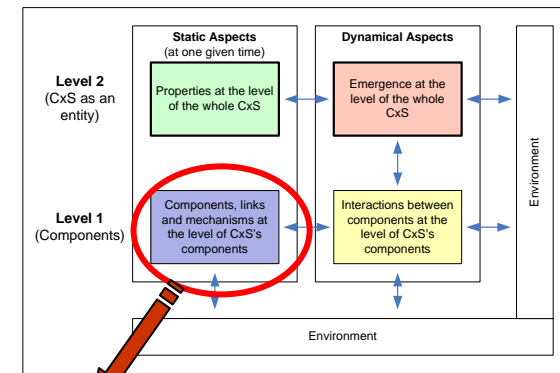 Static Aspects
(at one given time)
Dynamical Aspects
Level 2
(CxS as an
entity)
Properties at the level
of the whole CxS
Emergence at the
level of the whole
CxS
Level 1
(Components)
Components, links
and mechanisms at
the level of CxS's
components
Interactions between
components at the
level of CxS's
components
Environment
Environment